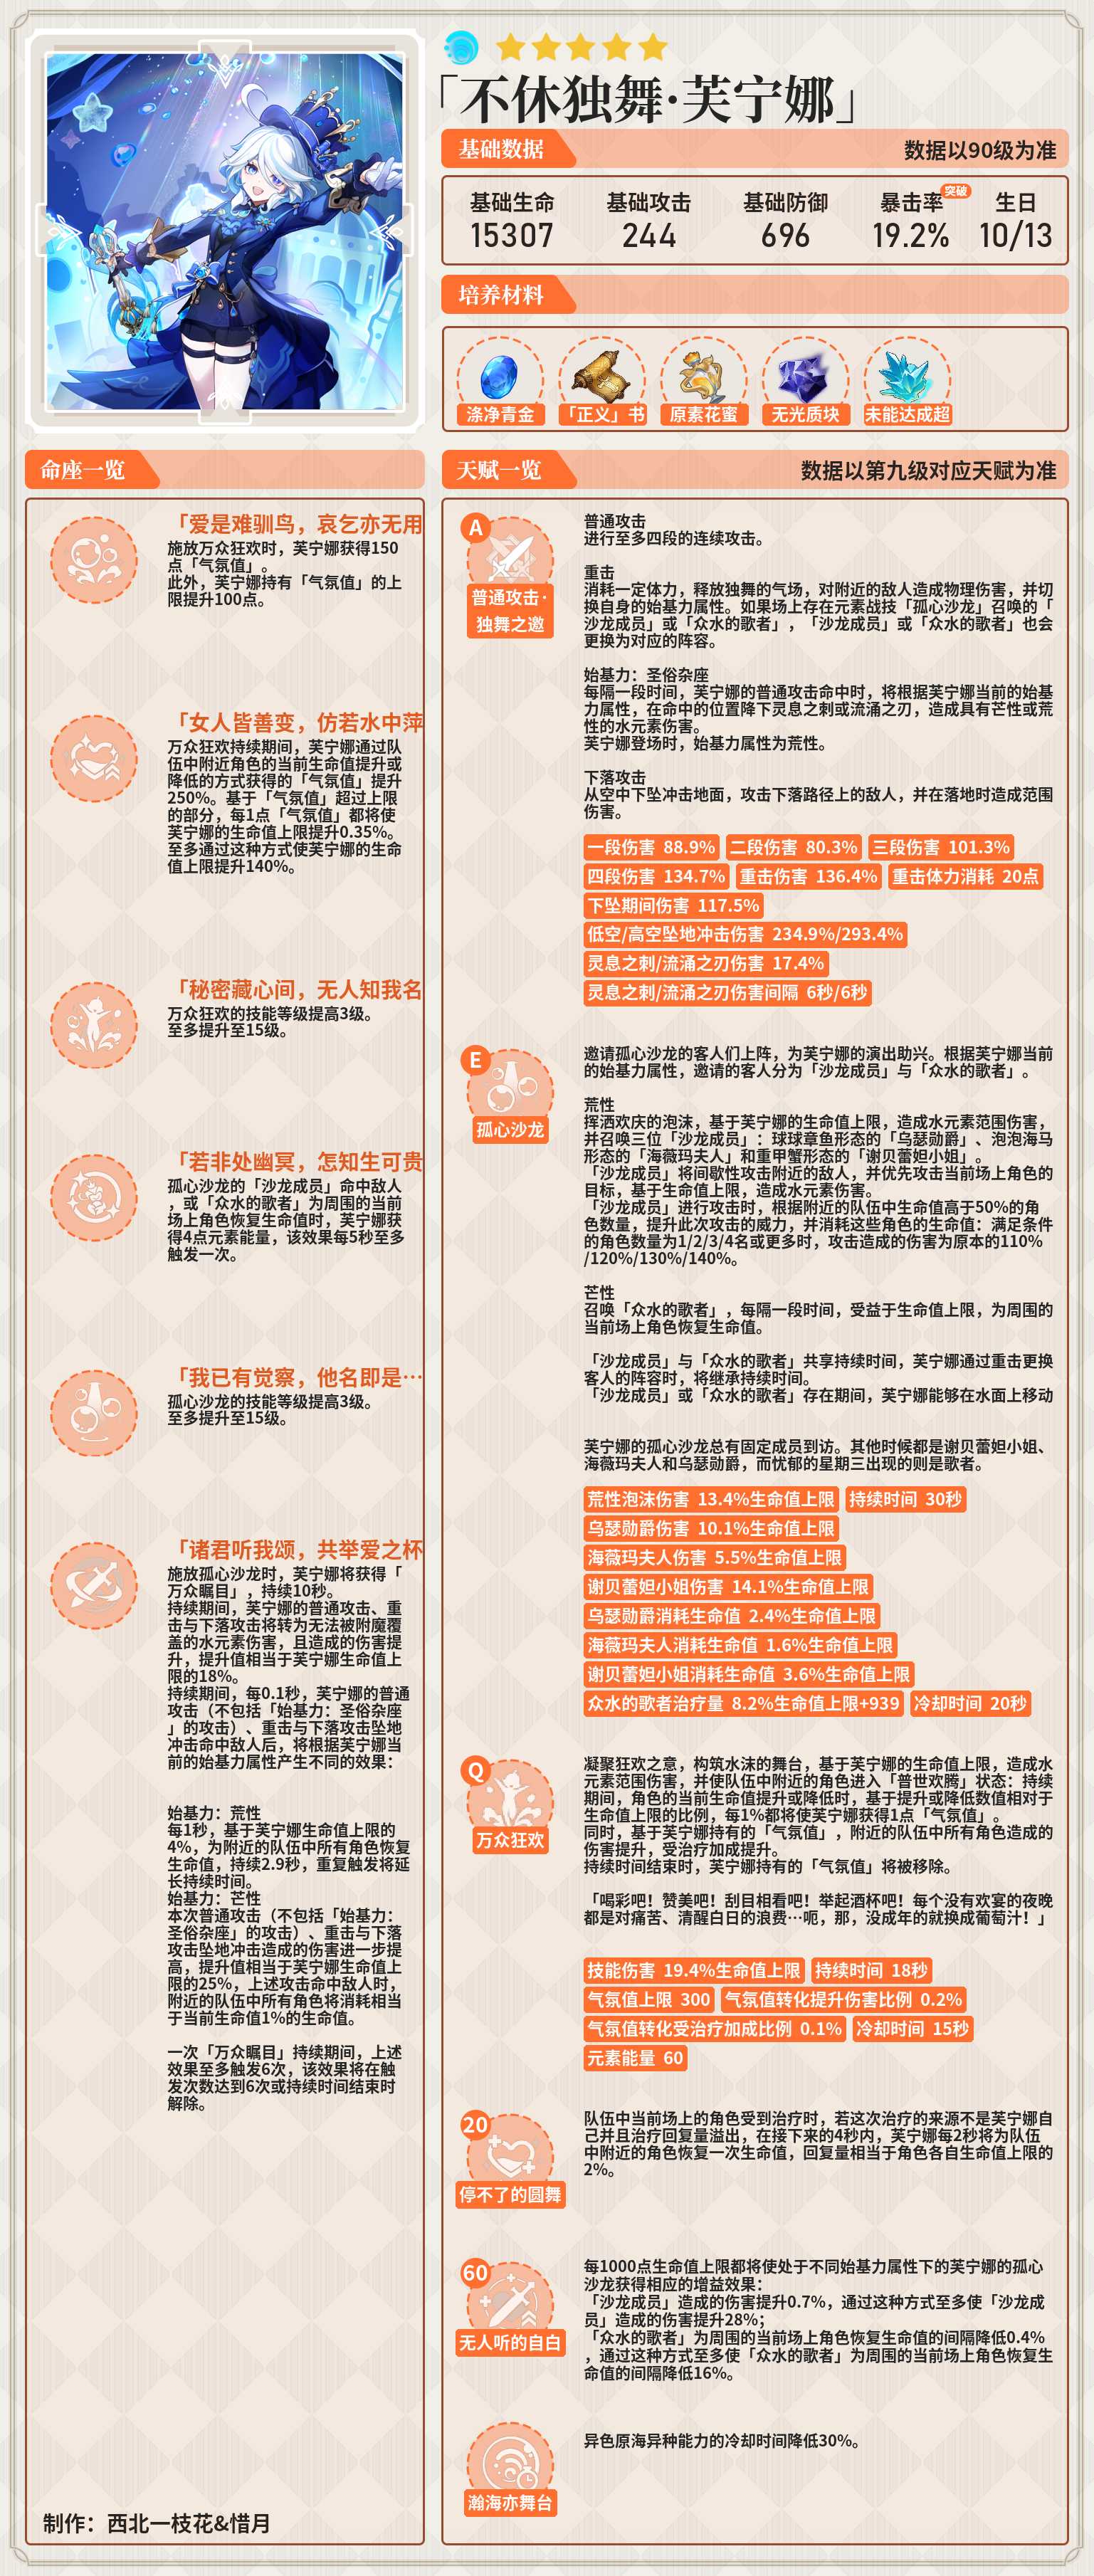 「不休独舞·芙宁娜」
基础数据
数据以90级为准
基础生命 基础攻击 基础防御 暴击率 突破 生日
15307 244 696 19.2% 10/13
培养材料
涤净青金 「正义」书 原素花蜜 无光质块 未能达成超
命座一览
「爱是难驯鸟，哀乞亦无用
施放万众狂欢时，芙宁娜获得150
点「气氛值」。
此外，芙宁娜持有「气氛值」的上
限提升100点。
「女人皆善变，仿若水中萍
万众狂欢持续期间，芙宁娜通过队
伍中附近角色的当前生命值提升或
降低的方式获得的「气氛值」提升
250%。基于「气氛值」超过上限
的部分，每1点「气氛值」都将使
芙宁娜的生命值上限提升0.35%。
至多通过这种方式使芙宁娜的生命
值上限提升140%。
「秘密藏心间，无人知我名
万众狂欢的技能等级提高3级。
至多提升至15级。
「若非处幽冥，怎知生可贵
孤心沙龙的「沙龙成员」命中敌人
，或「众水的歌者」为周围的当前
场上角色恢复生命值时，芙宁娜获
得4点元素能量，该效果每5秒至多
触发一次。
「我已有觉察，他名即是…
孤心沙龙的技能等级提高3级。
至多提升至15级。
「诸君听我颂，共举爱之杯
施放孤心沙龙时，芙宁娜将获得「
万众瞩目」，持续10秒。
持续期间，芙宁娜的普通攻击、重
击与下落攻击将转为无法被附魔覆
盖的水元素伤害，且造成的伤害提
升，提升值相当于芙宁娜生命值上
限的18%。
持续期间，每0.1秒，芙宁娜的普通
攻击（不包括「始基力：圣俗杂座
」的攻击）、重击与下落攻击坠地
冲击命中敌人后，将根据芙宁娜当
前的始基力属性产生不同的效果：
始基力：荒性
每1秒，基于芙宁娜生命值上限的
4%，为附近的队伍中所有角色恢复
生命值，持续2.9秒，重复触发将延
长持续时间。
始基力：芒性
本次普通攻击（不包括「始基力：
圣俗杂座」的攻击）、重击与下落
攻击坠地冲击造成的伤害进一步提
高，提升值相当于芙宁娜生命值上
限的25%，上述攻击命中敌人时，
附近的队伍中所有角色将消耗相当
于当前生命值1%的生命值。
一次「万众瞩目」持续期间，上述
效果至多触发6次，该效果将在触
发次数达到6次或持续时间结束时
解除。
制作：西北一枝花&惜月
天赋一览
数据以第九级对应天赋为准
A
普通攻击·
独舞之邀
普通攻击
进行至多四段的连续攻击。
重击
消耗一定体力，释放独舞的气场，对附近的敌人造成物理伤害，并切
换自身的始基力属性。如果场上存在元素战技「孤心沙龙」召唤的「
沙龙成员」或「众水的歌者」，「沙龙成员」或「众水的歌者」也会
更换为对应的阵容。
始基力：圣俗杂座
每隔一段时间，芙宁娜的普通攻击命中时，将根据芙宁娜当前的始基
力属性，在命中的位置降下灵息之刺或流涌之刃，造成具有芒性或荒
性的水元素伤害。
芙宁娜登场时，始基力属性为荒性。
下落攻击
从空中下坠冲击地面，攻击下落路径上的敌人，并在落地时造成范围
伤害。
一段伤害 88.9% 二段伤害 80.3% 三段伤害 101.3%
四段伤害 134.7% 重击伤害 136.4% 重击体力消耗 20点
下坠期间伤害 117.5%
低空/高空坠地冲击伤害 234.9%/293.4%
灵息之刺/流涌之刃伤害 17.4%
灵息之刺/流涌之刃伤害间隔 6秒/6秒
E
孤心沙龙
邀请孤心沙龙的客人们上阵，为芙宁娜的演出助兴。根据芙宁娜当前
的始基力属性，邀请的客人分为「沙龙成员」与「众水的歌者」。
荒性
挥洒欢庆的泡沫，基于芙宁娜的生命值上限，造成水元素范围伤害，
并召唤三位「沙龙成员」：球球章鱼形态的「乌瑟勋爵」、泡泡海马
形态的「海薇玛夫人」和重甲蟹形态的「谢贝蕾妲小姐」。
「沙龙成员」将间歇性攻击附近的敌人，并优先攻击当前场上角色的
目标，基于生命值上限，造成水元素伤害。
「沙龙成员」进行攻击时，根据附近的队伍中生命值高于50%的角
色数量，提升此次攻击的威力，并消耗这些角色的生命值：满足条件
的角色数量为1/2/3/4名或更多时，攻击造成的伤害为原本的110%
/120%/130%/140%。
芒性
召唤「众水的歌者」，每隔一段时间，受益于生命值上限，为周围的
当前场上角色恢复生命值。
「沙龙成员」与「众水的歌者」共享持续时间，芙宁娜通过重击更换
客人的阵容时，将继承持续时间。
「沙龙成员」或「众水的歌者」存在期间，芙宁娜能够在水面上移动
芙宁娜的孤心沙龙总有固定成员到访。其他时候都是谢贝蕾妲小姐、
海薇玛夫人和乌瑟勋爵，而忧郁的星期三出现的则是歌者。
荒性泡沫伤害 13.4%生命值上限 持续时间 30秒
乌瑟勋爵伤害 10.1%生命值上限
海薇玛夫人伤害 5.5%生命值上限
谢贝蕾妲小姐伤害 14.1%生命值上限
乌瑟勋爵消耗生命值 2.4%生命值上限
海薇玛夫人消耗生命值 1.6%生命值上限
谢贝蕾妲小姐消耗生命值 3.6%生命值上限
众水的歌者治疗量 8.2%生命值上限+939 冷却时间 20秒
Q
万众狂欢
凝聚狂欢之意，构筑水沫的舞台，基于芙宁娜的生命值上限，造成水
元素范围伤害，并使队伍中附近的角色进入「普世欢腾」状态：持续
期间，角色的当前生命值提升或降低时，基于提升或降低数值相对于
生命值上限的比例，每1%都将使芙宁娜获得1点「气氛值」。
同时，基于芙宁娜持有的「气氛值」，附近的队伍中所有角色造成的
伤害提升，受治疗加成提升。
持续时间结束时，芙宁娜持有的「气氛值」将被移除。
「喝彩吧！赞美吧！刮目相看吧！举起酒杯吧！每个没有欢宴的夜晚
都是对痛苦、清醒白日的浪费…呃，那，没成年的就换成葡萄汁！」
技能伤害 19.4%生命值上限 持续时间 18秒
气氛值上限 300 气氛值转化提升伤害比例 0.2%
气氛值转化受治疗加成比例 0.1% 冷却时间 15秒
元素能量 60
20
停不了的圆舞
队伍中当前场上的角色受到治疗时，若这次治疗的来源不是芙宁娜自
己并且治疗回复量溢出，在接下来的4秒内，芙宁娜每2秒将为队伍
中附近的角色恢复一次生命值，回复量相当于角色各自生命值上限的
2%。
60
无人听的自白
每1000点生命值上限都将使处于不同始基力属性下的芙宁娜的孤心
沙龙获得相应的增益效果：
「沙龙成员」造成的伤害提升0.7%，通过这种方式至多使「沙龙成
员」造成的伤害提升28%；
「众水的歌者」为周围的当前场上角色恢复生命值的间隔降低0.4%
，通过这种方式至多使「众水的歌者」为周围的当前场上角色恢复生
命值的间隔降低16%。
瀚海亦舞台
异色原海异种能力的冷却时间降低30%。